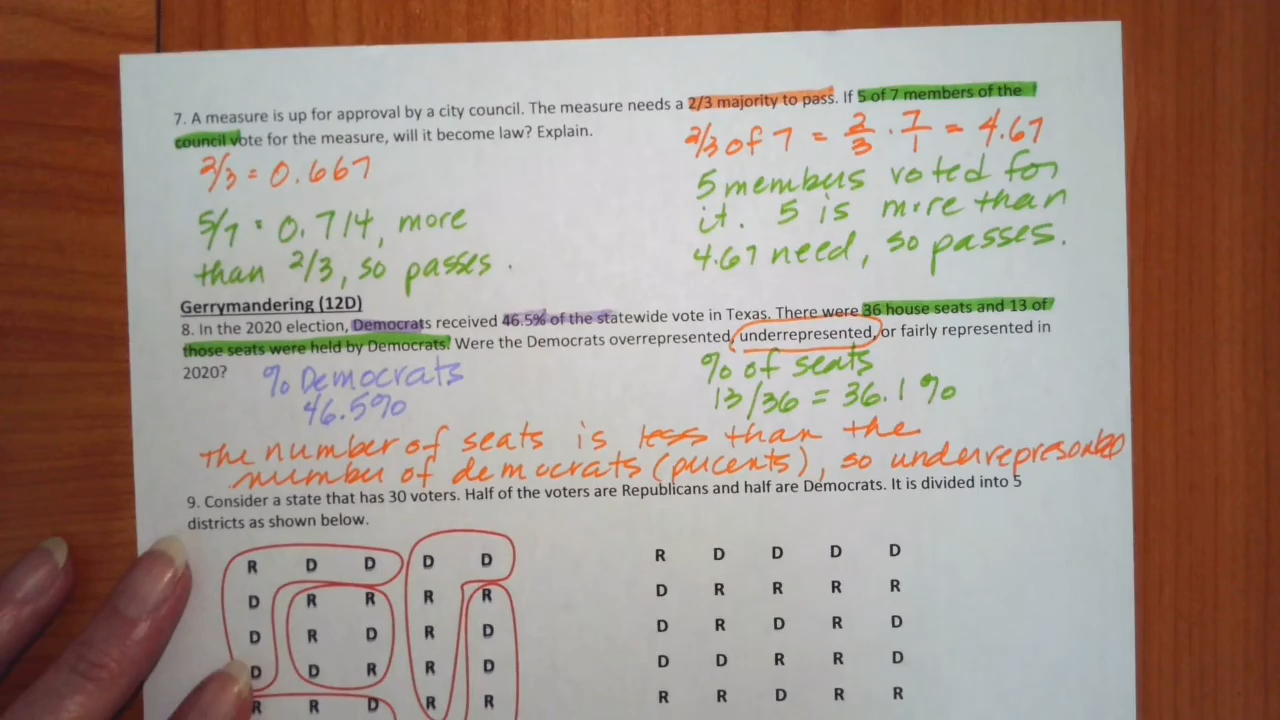 7. A measure is up for approval by a city council. The measure needs a 2/3 majority to pass. If 5 of 7 members of the
council vote for the measure, will it become law? Explain.
2/3 = 0.667
5/7 = 0.714, more
than 2/3, so passes.
2/3 of 7 = 2/3 · 7/1 = 4.67
5 members voted for
it. 5 is more than
4.67 need, so passes.
Gerrymandering (12D)
8. In the 2020 election, Democrats received 46.5% of the statewide vote in Texas. There were 36 house seats and 13 of
those seats were held by Democrats. Were the Democrats overrepresented, underrepresented, or fairly represented in
2020?
% Democrats
46.5%
% of seats
13/36 = 36.1%
The number of seats is less than the
number of democrats (percents), so underrepresented
9. Consider a state that has 30 voters. Half of the voters are Republicans and half are Democrats. It is divided into 5
districts as shown below.
R D D D D
D R R R R
D R D R D
D D R R D
R R D R R
R D D D D
D R R R R
D R D R D
D D R R D
R R D R R